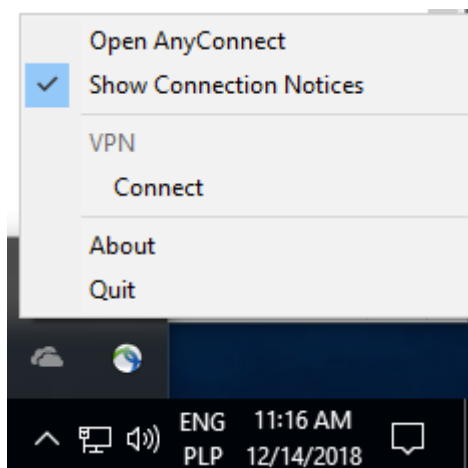 Open AnyConnect
Show Connection Notices
VPN
Connect
About
Quit
ENG 11:16 AM
PLP 12/14/2018